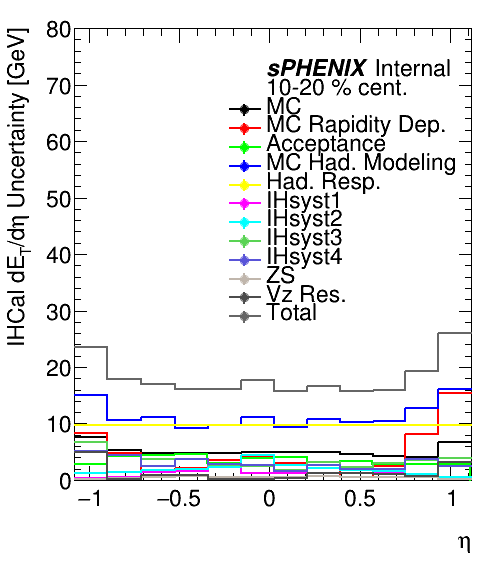 IHCal dE_T/dη Uncertainty [GeV]
80
70
60
50
40
30
20
10
0
sPHENIX Internal
10-20 % cent.
MC
MC Rapidity Dep.
Acceptance
MC Had. Modeling
Had. Resp.
IHsyst1
IHsyst2
IHsyst3
IHsyst4
ZS
Vz Res.
Total
−1 −0.5 0 0.5 1
η